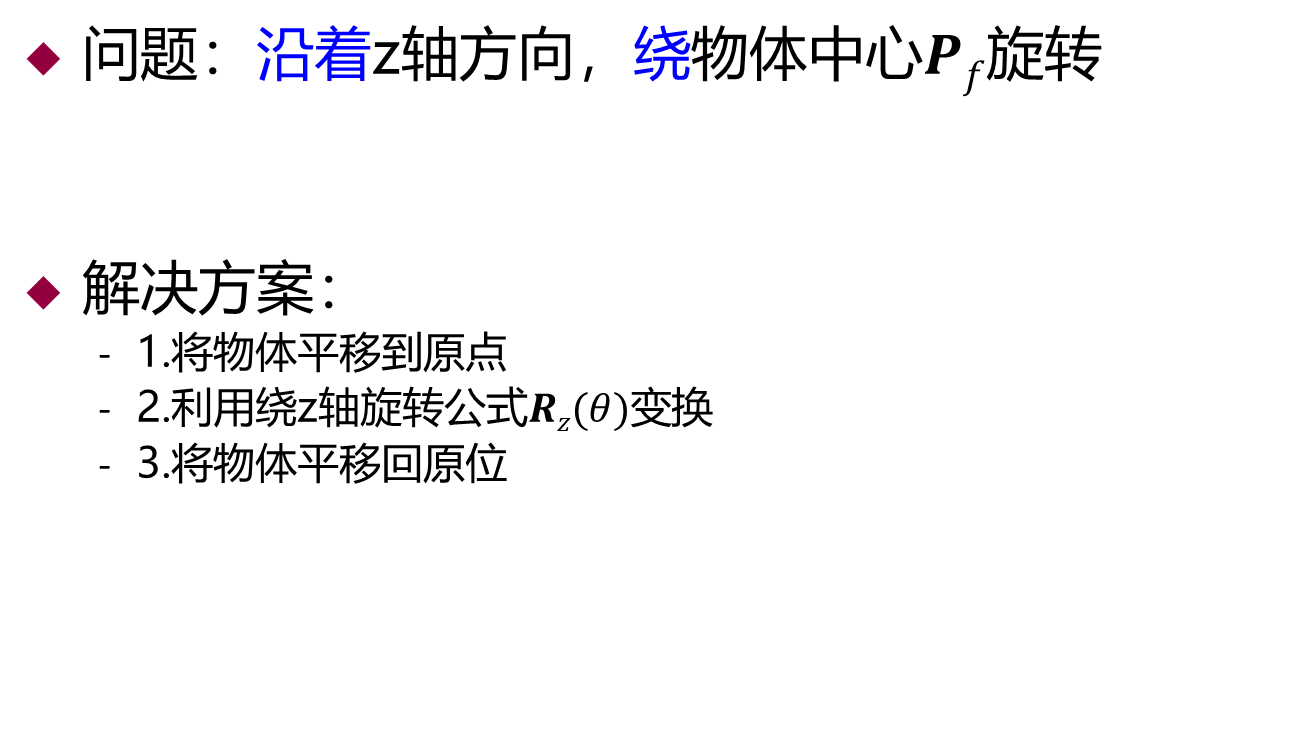 ◆ 问题：沿着z轴方向，绕物体中心P_f旋转
◆ 解决方案：
- 1.将物体平移到原点
- 2.利用绕z轴旋转公式R_z(θ)变换
- 3.将物体平移回原位